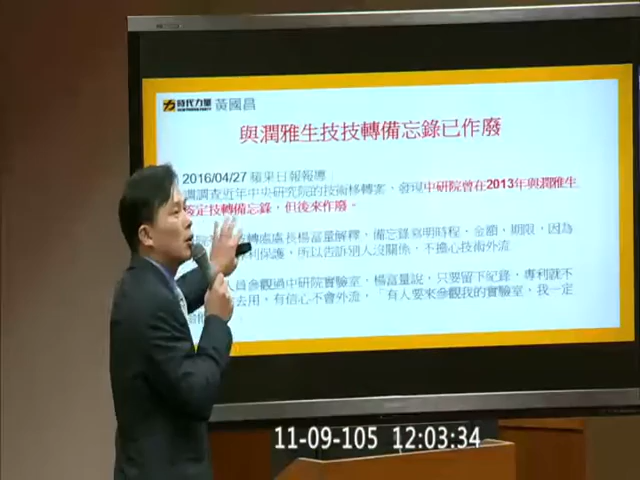 時代力量 黃國昌
與潤雅生技技轉備忘錄已作廢
2016/04/27 蘋果日報報導
調查近年中央研究院的技術移轉案，發現中研院曾在2013年與潤雅生
簽定技轉備忘錄，但後來作廢。
技轉處處長楊富量解釋，備忘錄寫明時程、金額、期限，因為
利保護，所以告訴別人沒關係，不擔心技術外流
人員參觀過中研院實驗室，楊富量說，只要留下紀錄，專利就不
去用，有信心不會外流，「有人要來參觀我的實驗室，我一定
11-09-105 12:03:34